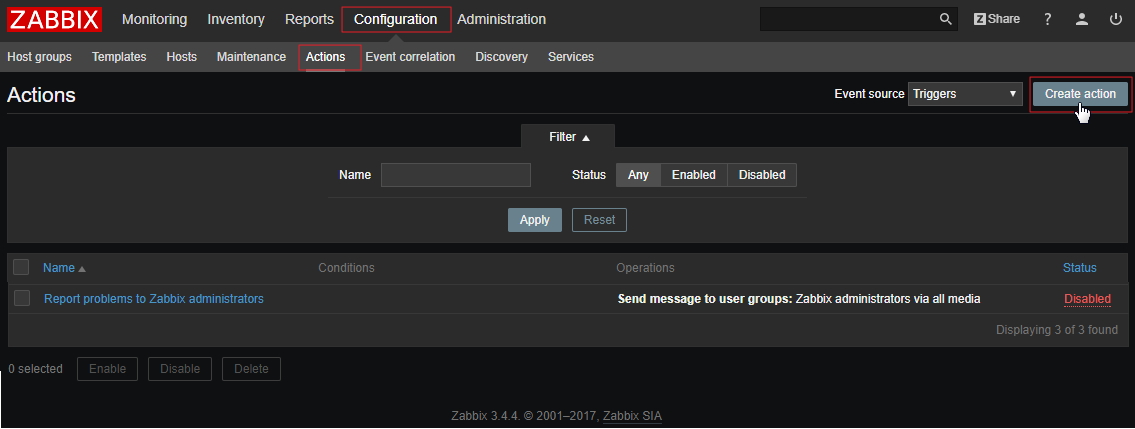 ZABBIX Monitoring Inventory Reports Configuration Administration Z Share ?
Host groups Templates Hosts Maintenance Actions Event correlation Discovery Services
Actions Event source Triggers Create action
Filter
Name Status Any Enabled Disabled
Apply Reset
Name Conditions Operations Status
Report problems to Zabbix administrators Send message to user groups: Zabbix administrators via all media Disabled
Displaying 3 of 3 found
0 selected Enable Disable Delete
Zabbix 3.4.4. © 2001–2017, Zabbix SIA